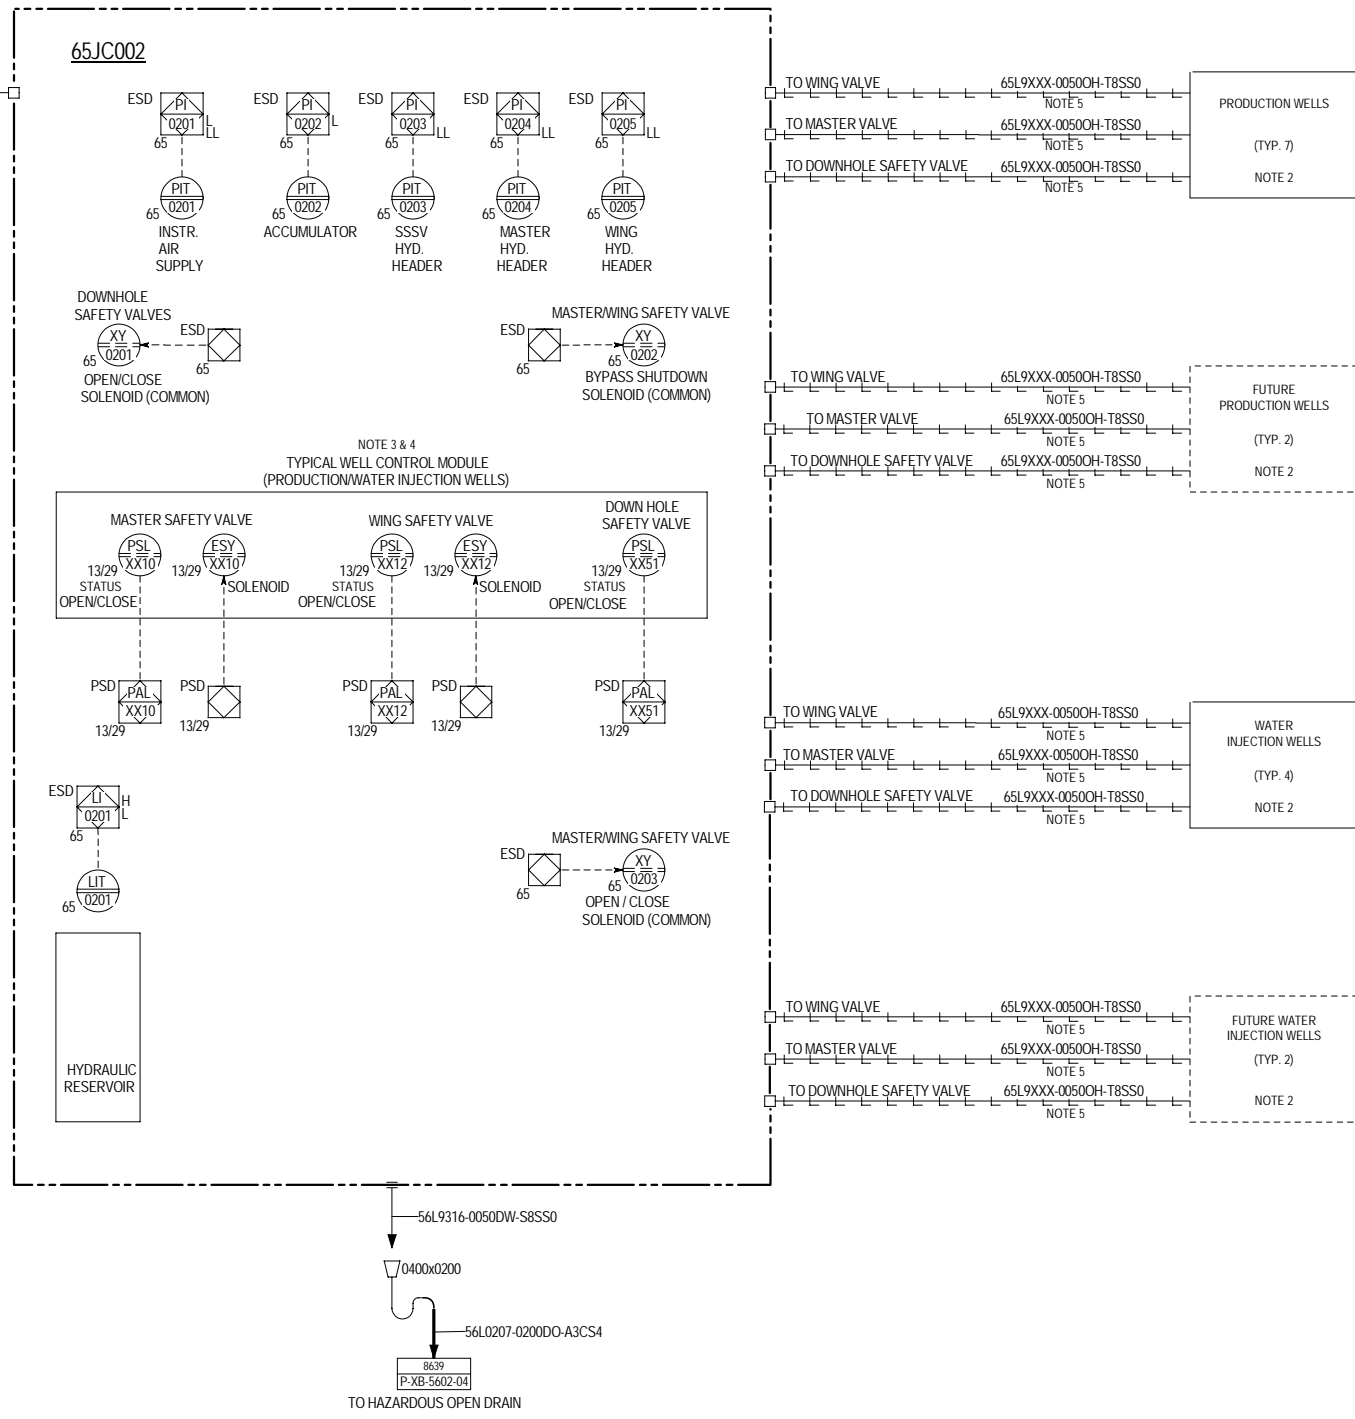 65JC002
ESD PI 0201 L LL 65
ESD PI 0202 L 65
ESD PI 0203 LL 65
ESD PI 0204 LL 65
ESD PI 0205 LL 65
PIT 0201 65
INSTR.
AIR
SUPPLY
PIT 0202 65
ACCUMULATOR
PIT 0203 65
SSSV
HYD.
HEADER
PIT 0204 65
MASTER
HYD.
HEADER
PIT 0205 65
WING
HYD.
HEADER
DOWNHOLE
SAFETY VALVES
XY 0201 65
ESD 65
OPEN/CLOSE
SOLENOID (COMMON)
MASTER/WING SAFETY VALVE
ESD 65
XY 0202 65
BYPASS SHUTDOWN
SOLENOID (COMMON)
NOTE 3 & 4
TYPICAL WELL CONTROL MODULE
(PRODUCTION/WATER INJECTION WELLS)
MASTER SAFETY VALVE
PSL XX10 13/29
STATUS
OPEN/CLOSE
ESY XX10 13/29
SOLENOID
WING SAFETY VALVE
PSL XX12 13/29
STATUS
OPEN/CLOSE
ESY XX12 13/29
SOLENOID
DOWN HOLE
SAFETY VALVE
PSL XX51 13/29
STATUS
OPEN/CLOSE
PSD PAL XX10 13/29
PSD 13/29
PSD PAL XX12 13/29
PSD 13/29
PSD PAL XX51 13/29
ESD LI 0201 H L 65
LIT 0201 65
MASTER/WING SAFETY VALVE
ESD 65
XY 0203 65
OPEN / CLOSE
SOLENOID (COMMON)
HYDRAULIC
RESERVOIR
TO WING VALVE 65L9XXX-0050OH-T8SS0
NOTE 5
TO MASTER VALVE 65L9XXX-0050OH-T8SS0
NOTE 5
TO DOWNHOLE SAFETY VALVE 65L9XXX-0050OH-T8SS0
NOTE 5
PRODUCTION WELLS
(TYP. 7)
NOTE 2
TO WING VALVE 65L9XXX-0050OH-T8SS0
NOTE 5
TO MASTER VALVE 65L9XXX-0050OH-T8SS0
NOTE 5
TO DOWNHOLE SAFETY VALVE 65L9XXX-0050OH-T8SS0
NOTE 5
FUTURE
PRODUCTION WELLS
(TYP. 2)
NOTE 2
TO WING VALVE 65L9XXX-0050OH-T8SS0
NOTE 5
TO MASTER VALVE 65L9XXX-0050OH-T8SS0
NOTE 5
TO DOWNHOLE SAFETY VALVE 65L9XXX-0050OH-T8SS0
NOTE 5
WATER
INJECTION WELLS
(TYP. 4)
NOTE 2
TO WING VALVE 65L9XXX-0050OH-T8SS0
NOTE 5
TO MASTER VALVE 65L9XXX-0050OH-T8SS0
NOTE 5
TO DOWNHOLE SAFETY VALVE 65L9XXX-0050OH-T8SS0
NOTE 5
FUTURE WATER
INJECTION WELLS
(TYP. 2)
NOTE 2
56L9316-0050DW-S8SS0
0400x0200
56L0207-0200DO-A3CS4
8639
P-XB-5602-04
TO HAZARDOUS OPEN DRAIN